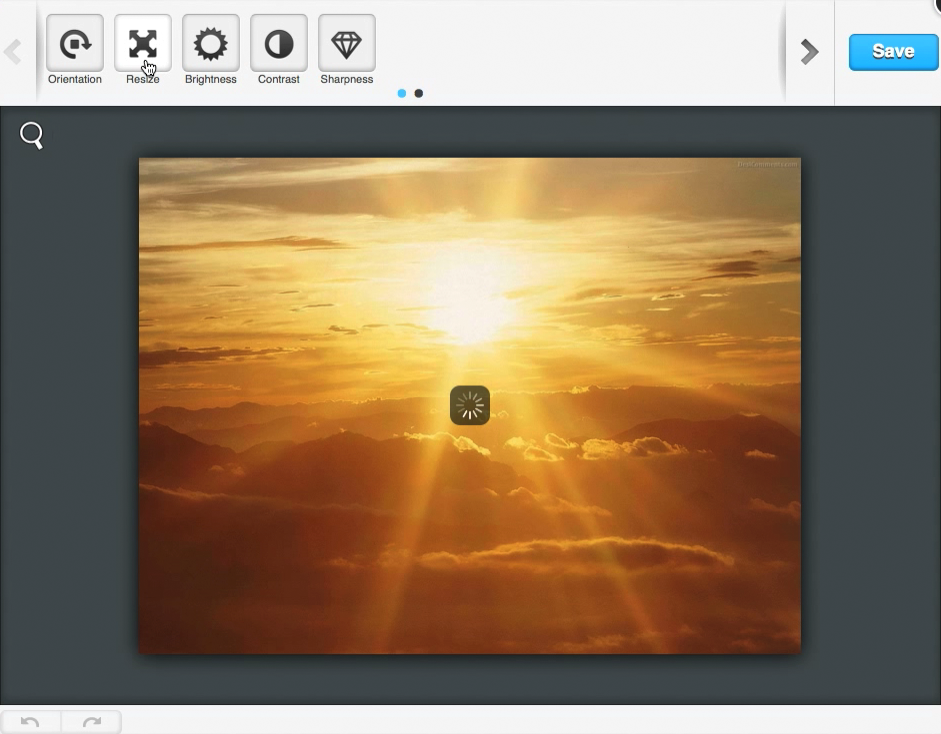 Orientation
Resize
Brightness
Contrast
Sharpness
Save